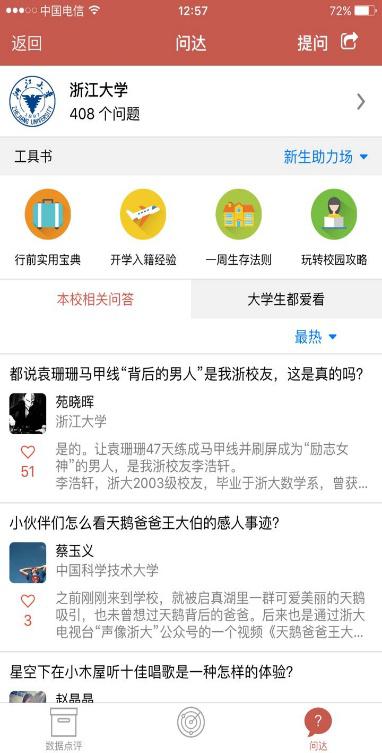 中国电信 12:57 72%
返回 问达 提问
浙江大学
408 个问题
工具书 新生助力场
行前实用宝典 开学入籍经验 一周生存法则 玩转校园攻略
本校相关问答 大学生都爱看
最热
都说袁珊珊马甲线“背后的男人”是我浙校友，这是真的吗?
苑晓晖
浙江大学
51
是的。让袁珊珊47天练成马甲线并刷屏成为“励志女
神”的男人，是我浙校友李浩轩。
李浩轩，浙大2003级校友，毕业于浙大数学系，曾获...
小伙伴们怎么看天鹅爸爸王大伯的感人事迹?
蔡玉义
中国科学技术大学
3
之前刚刚来到学校，就被启真湖里一群可爱美丽的天鹅
吸引，也未曾想过天鹅背后的爸爸。后来也是通过浙大
电视台“声像浙大”公众号的一个视频《天鹅爸爸王大...
星空下在小木屋听十佳唱歌是一种怎样的体验?
赵晶晶
数据点评 问达